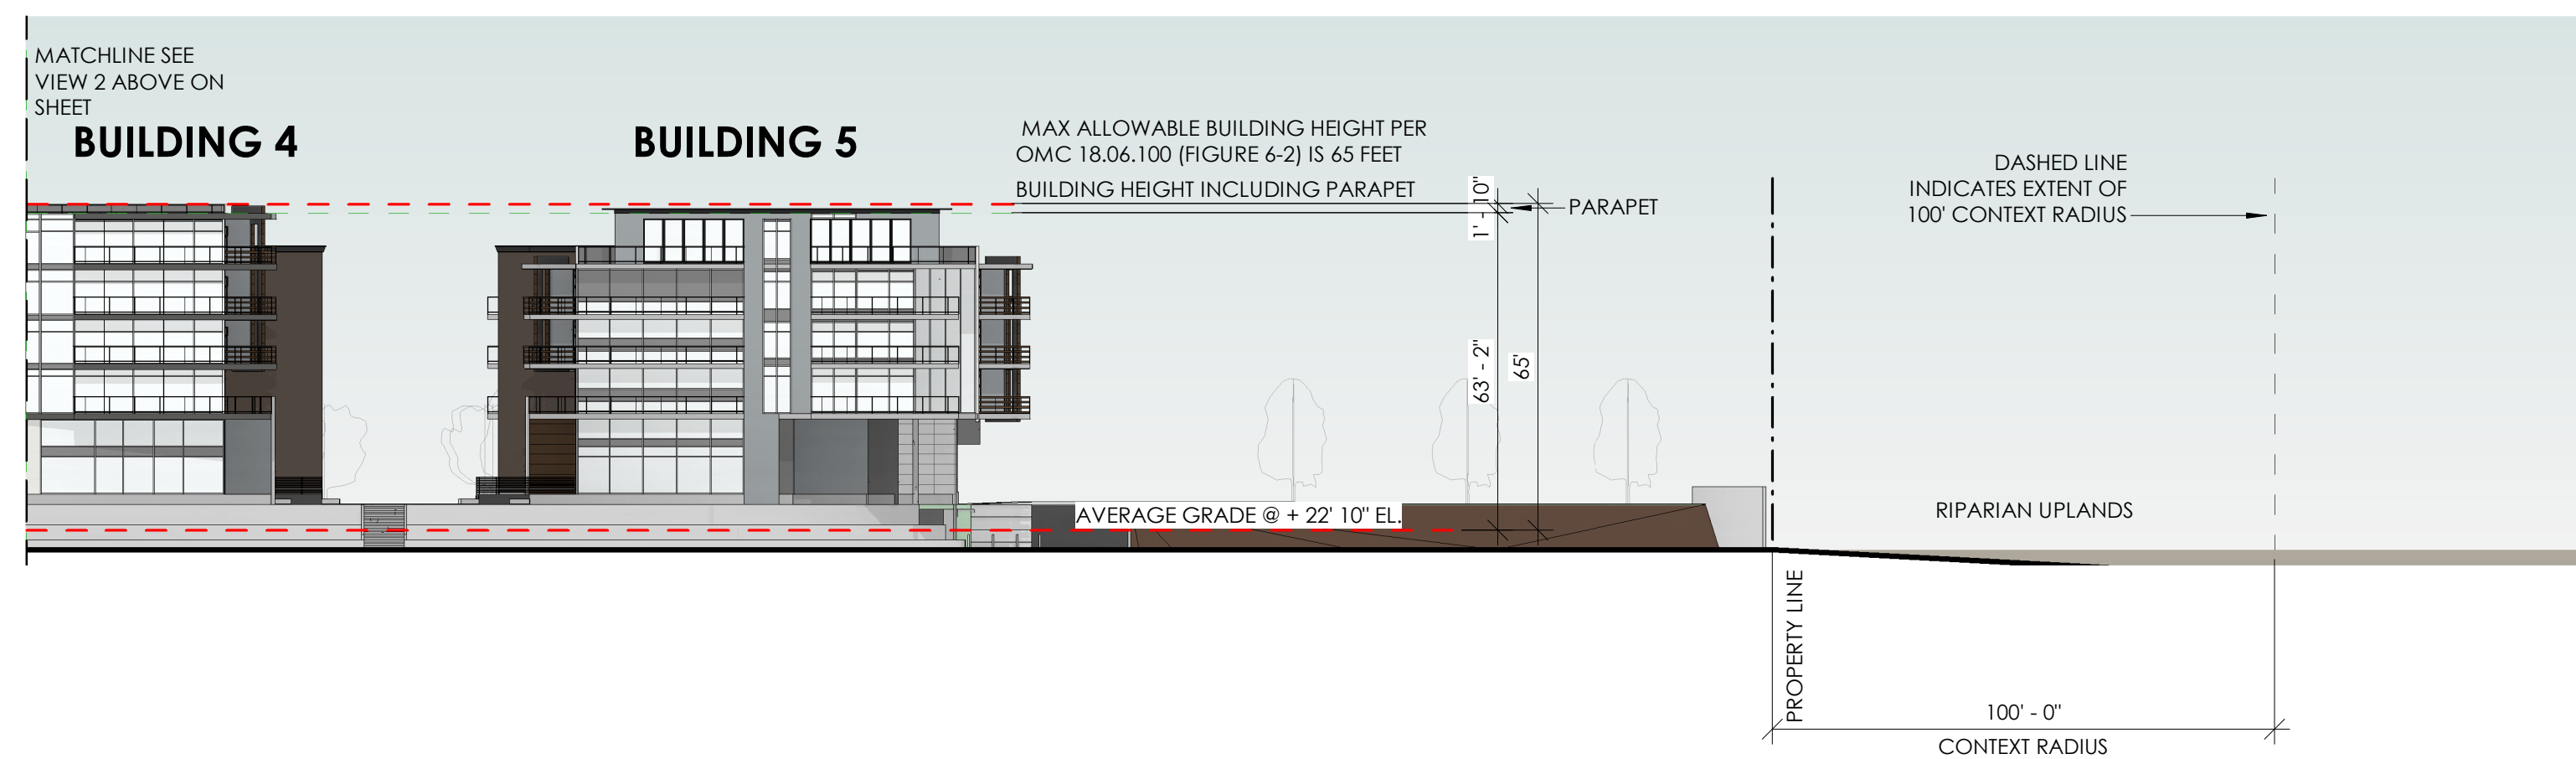 MATCHLINE SEE
VIEW 2 ABOVE ON
SHEET
BUILDING 4
BUILDING 5
MAX ALLOWABLE BUILDING HEIGHT PER
OMC 18.06.100 (FIGURE 6-2) IS 65 FEET
BUILDING HEIGHT INCLUDING PARAPET
1' - 10"
PARAPET
63' - 2"
65'
DASHED LINE
INDICATES EXTENT OF
100' CONTEXT RADIUS
AVERAGE GRADE @ + 22' 10" EL.
RIPARIAN UPLANDS
PROPERTY LINE
100' - 0"
CONTEXT RADIUS